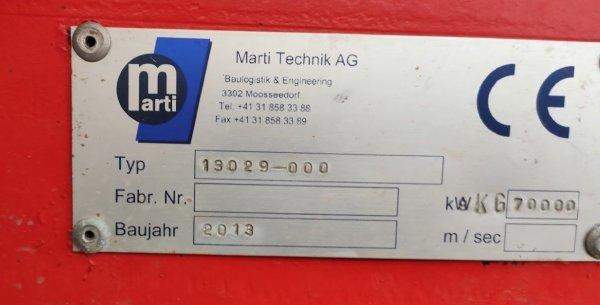 marti
Marti Technik AG
Baulogistik & Engineering
3302 Moosseedorf
Tel. +41 31 858 33 88
Fax +41 31 858 33 89
CE
Typ 13029-000
Fabr. Nr.
kW KG 70000
Baujahr 2013
m / sec